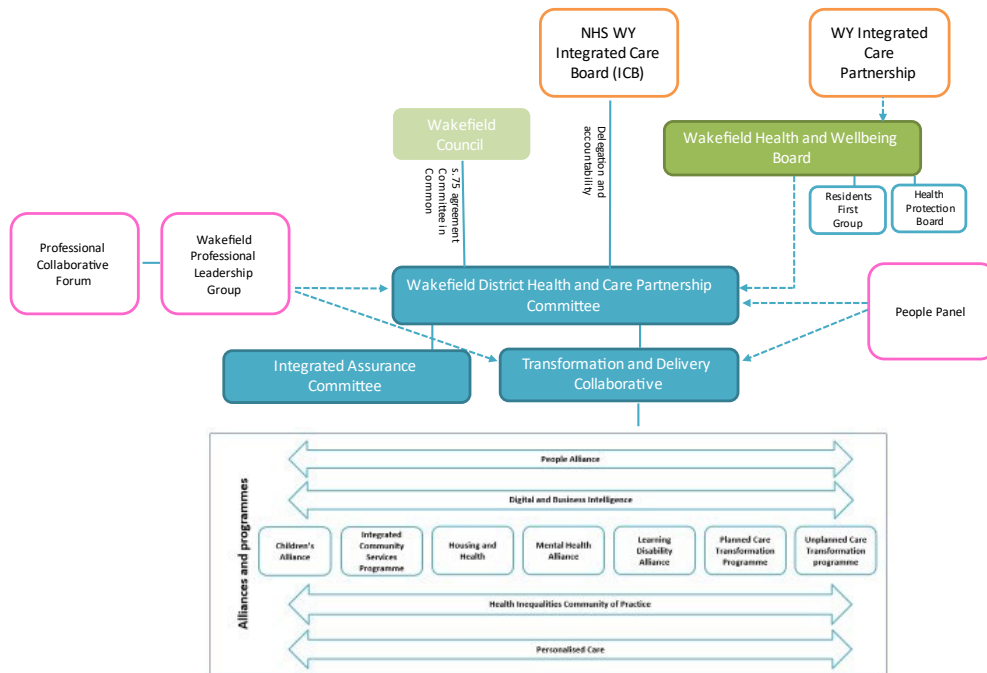 NHS WY
Integrated Care
Board (ICB)
WY Integrated
Care
Partnership
Wakefield
Council
Wakefield Health and Wellbeing
Board
s.75 agreement
Committee in
Common
Delegation and
accountability
Residents
First
Group
Health
Protection
Board
Professional
Collaborative
Forum
Wakefield
Professional
Leadership
Group
Wakefield District Health and Care Partnership
Committee
People Panel
Integrated Assurance
Committee
Transformation and Delivery
Collaborative
Alliances and programmes
People Alliance
Digital and Business Intelligence
Children's
Alliance
Integrated
Community
Services
Programme
Housing and
Health
Mental Health
Alliance
Learning
Disability
Alliance
Planned Care
Transformation
Programme
Unplanned Care
Transformation
programme
Health Inequalities Community of Practice
Personalised Care